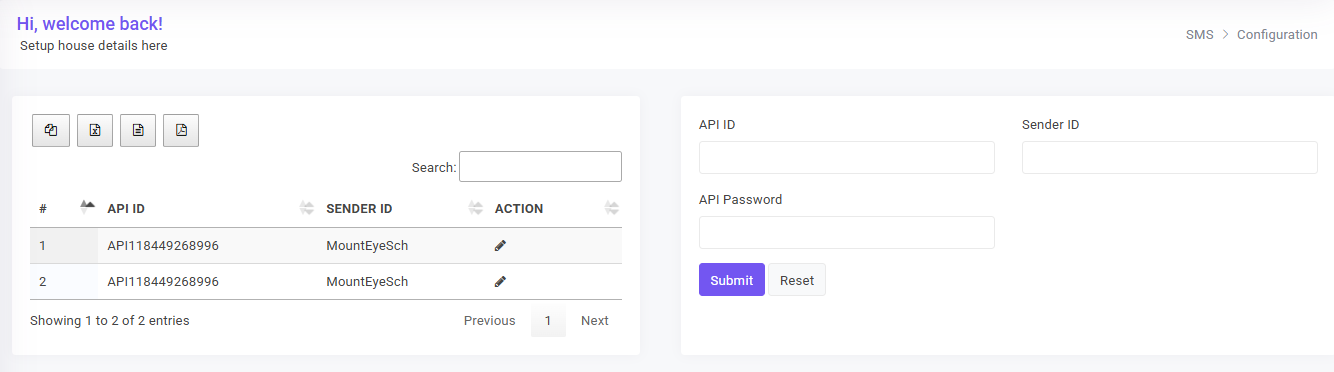 Hi, welcome back!
Setup house details here
SMS > Configuration
Search:
# API ID SENDER ID ACTION
1 API118449268996 MountEyeSch
2 API118449268996 MountEyeSch
Showing 1 to 2 of 2 entries
Previous 1 Next
API ID Sender ID
API Password
Submit Reset